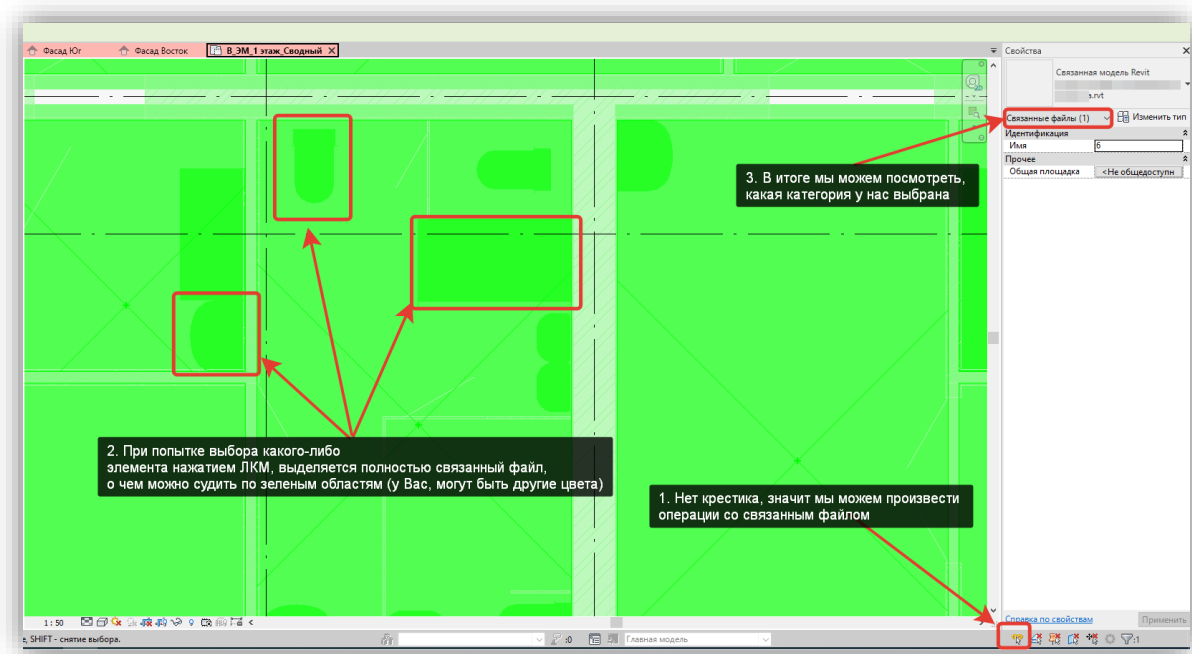 Фасад Юг
Фасад Восток
В_ЭМ_1 этаж_Сводный
Свойства
Связанная модель Revit
a.rvt
Связанные файлы (1)
Изменить тип
Идентификация
Имя
6
Прочее
Общая площадка
<Не общедоступн
3. В итоге мы можем посмотреть,
какая категория у нас выбрана
2. При попытке выбора какого-либо
элемента нажатием ЛКМ, выделяется полностью связанный файл,
о чем можно судить по зеленым областям (у Вас, могут быть другие цвета)
1. Нет крестика, значит мы можем произвести
операции со связанным файлом
1 : 50
Справка по свойствам
Применить
е, SHIFT - снятие выбора.
:0
Главная модель
:1